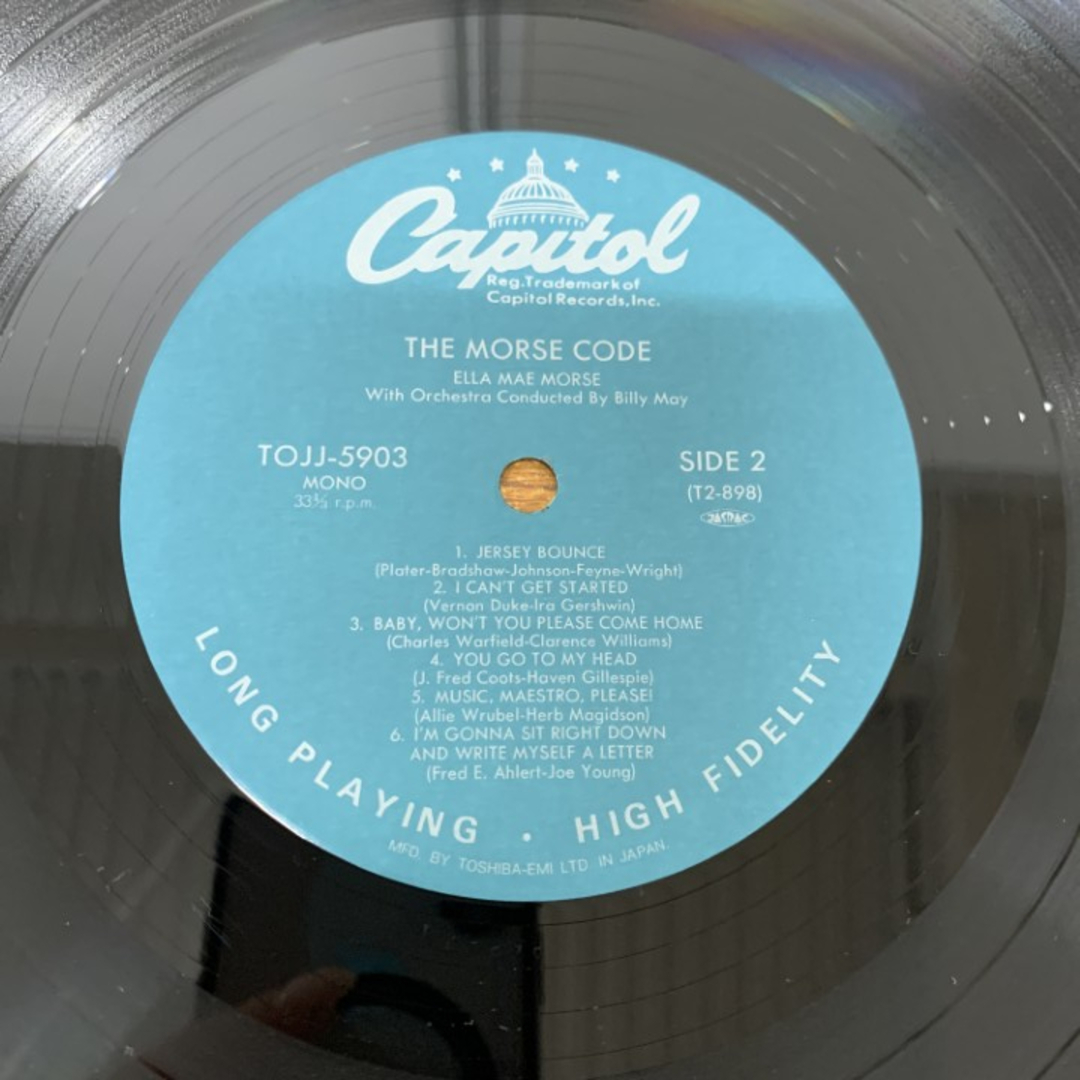 Capitol
Reg.Trademark of
Capitol Records,Inc.
THE MORSE CODE
ELLA MAE MORSE
With Orchestra Conducted By Billy May
TOJJ-5903
MONO
33⅓ r.p.m.
SIDE 2
(T2-898)
JASRAC
1. JERSEY BOUNCE
(Plater-Bradshaw-Johnson-Feyne-Wright)
2. I CAN'T GET STARTED
(Vernon Duke-Ira Gershwin)
3. BABY, WON'T YOU PLEASE COME HOME
(Charles Warfield-Clarence Williams)
4. YOU GO TO MY HEAD
(J. Fred Coots-Haven Gillespie)
5. MUSIC, MAESTRO, PLEASE!
(Allie Wrubel-Herb Magidson)
6. I'M GONNA SIT RIGHT DOWN
AND WRITE MYSELF A LETTER
(Fred E. Ahlert-Joe Young)
LONG PLAYING · HIGH FIDELITY
MFD. BY TOSHIBA-EMI LTD. IN JAPAN.